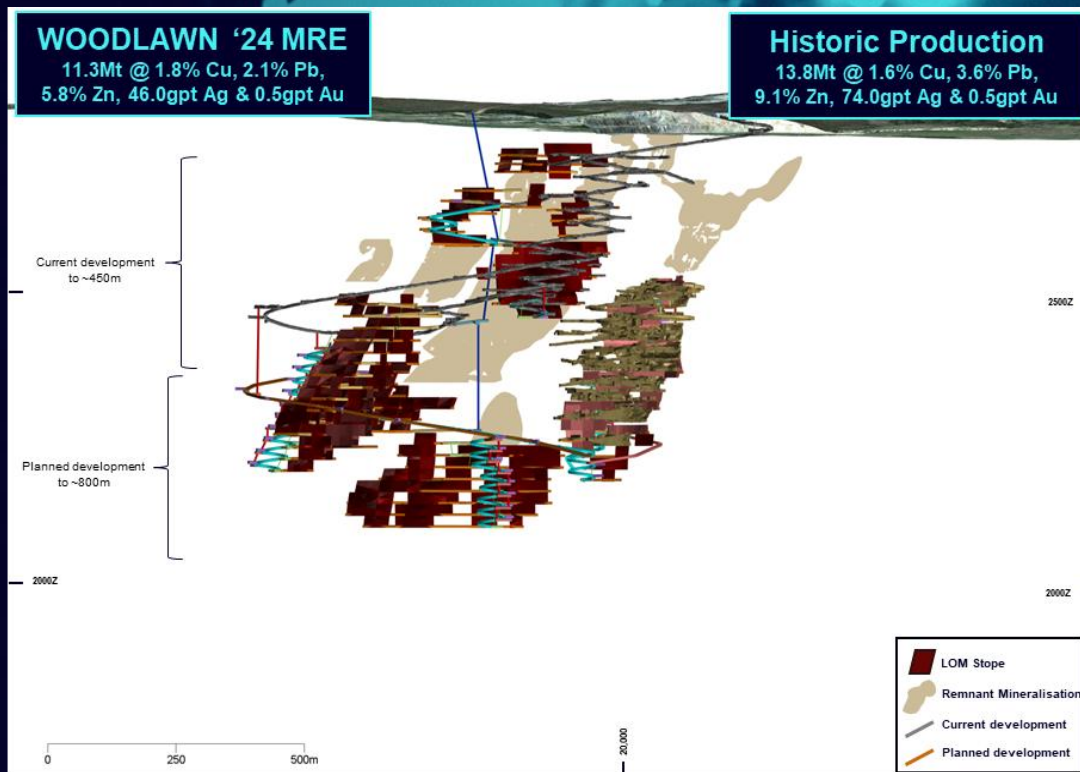 WOODLAWN ‘24 MRE
11.3Mt @ 1.8% Cu, 2.1% Pb,
5.8% Zn, 46.0gpt Ag & 0.5gpt Au
Historic Production
13.8Mt @ 1.6% Cu, 3.6% Pb,
9.1% Zn, 74.0gpt Ag & 0.5gpt Au
Current development
to ~450m
2500Z
Planned development
to ~800m
2000Z
2000Z
LOM Stope
Remnant Mineralisation
Current development
Planned development
0
250
500m
20,000